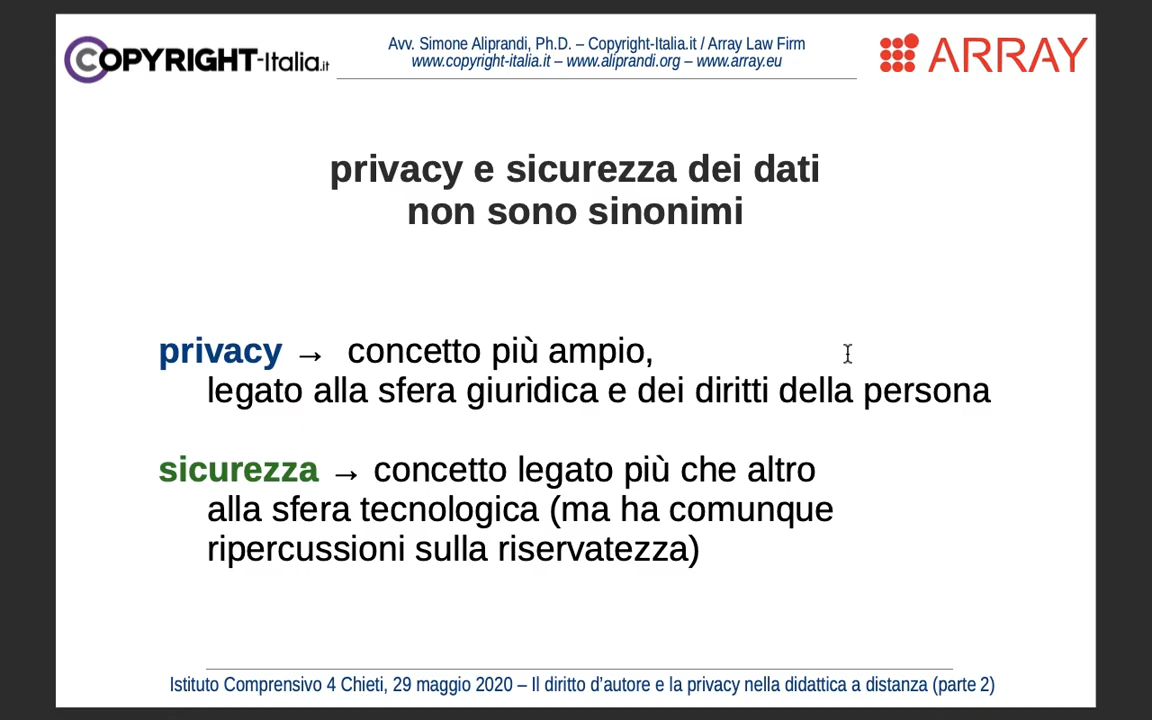 COPYRIGHT-Italia.it
Avv. Simone Aliprandi, Ph.D. – Copyright-Italia.it / Array Law Firm
www.copyright-italia.it – www.aliprandi.org – www.array.eu
ARRAY
privacy e sicurezza dei dati
non sono sinonimi
privacy → concetto più ampio,
legato alla sfera giuridica e dei diritti della persona
sicurezza → concetto legato più che altro
alla sfera tecnologica (ma ha comunque
ripercussioni sulla riservatezza)
Istituto Comprensivo 4 Chieti, 29 maggio 2020 – Il diritto d’autore e la privacy nella didattica a distanza (parte 2)